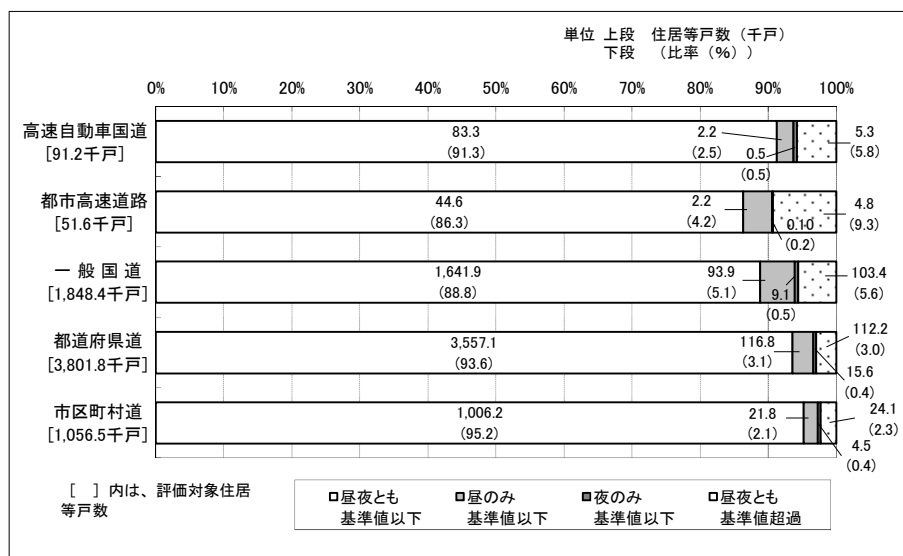 単位 上段 住居等戸数（千戸）
下段 （比率（％））
0% 10% 20% 30% 40% 50% 60% 70% 80% 90% 100%
高速自動車国道
[91.2千戸]
83.3
(91.3)
2.2
(2.5)
0.5
(0.5)
5.3
(5.8)
都市高速道路
[51.6千戸]
44.6
(86.3)
2.2
(4.2)
0.10
(0.2)
4.8
(9.3)
一般国道
[1,848.4千戸]
1,641.9
(88.8)
93.9
(5.1)
9.1
(0.5)
103.4
(5.6)
都道府県道
[3,801.8千戸]
3,557.1
(93.6)
116.8
(3.1)
15.6
(0.4)
112.2
(3.0)
市区町村道
[1,056.5千戸]
1,006.2
(95.2)
21.8
(2.1)
4.5
(0.4)
24.1
(2.3)
[ ]内は、評価対象住居
等戸数
昼夜とも
基準値以下
昼のみ
基準値以下
夜のみ
基準値以下
昼夜とも
基準値超過